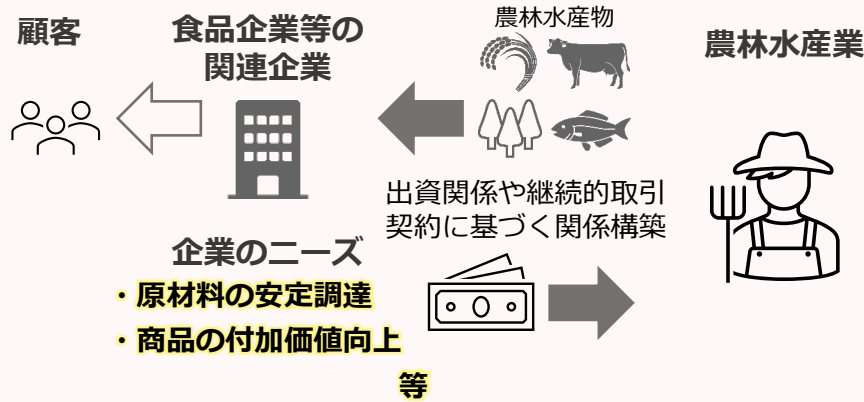 顧客
食品企業等の
関連企業
農林水産物
農林水産業
出資関係や継続的取引
契約に基づく関係構築
企業のニーズ
・原材料の安定調達
・商品の付加価値向上
等